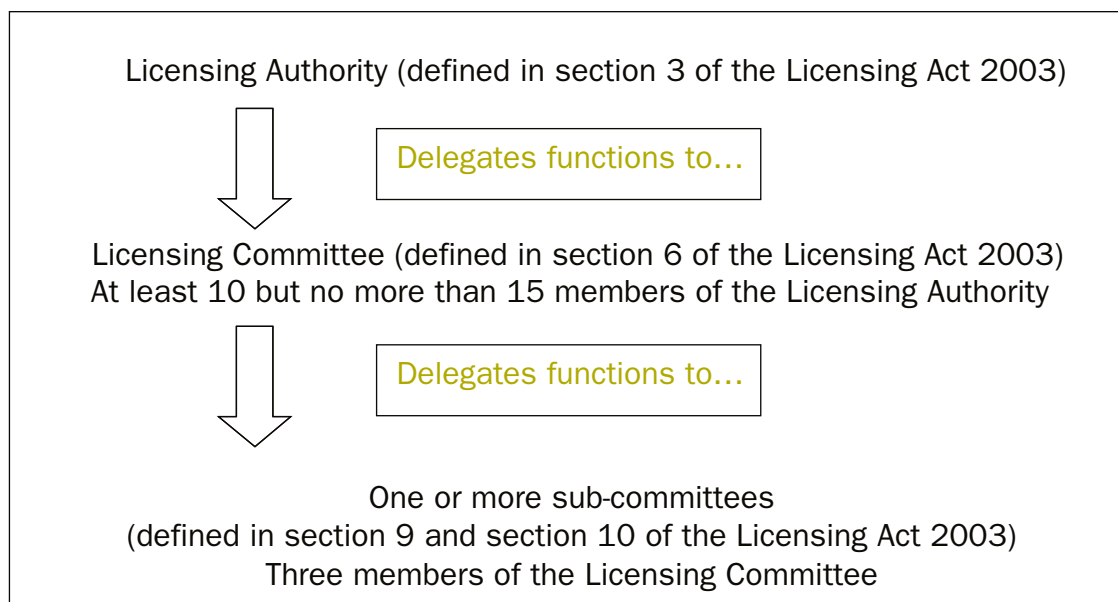 Licensing Authority (defined in section 3 of the Licensing Act 2003)
Delegates functions to…
Licensing Committee (defined in section 6 of the Licensing Act 2003)
At least 10 but no more than 15 members of the Licensing Authority
Delegates functions to…
One or more sub-committees
(defined in section 9 and section 10 of the Licensing Act 2003)
Three members of the Licensing Committee